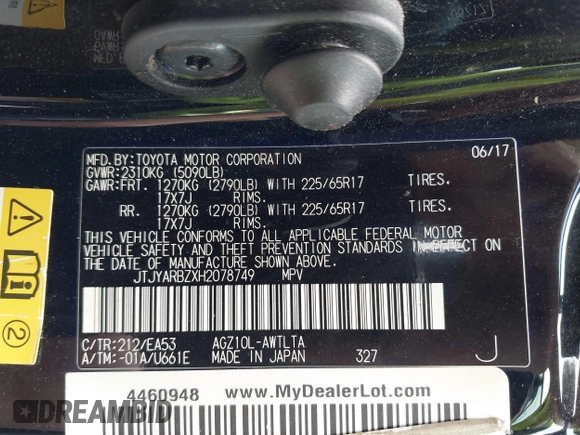 MFD.BY:TOYOTA MOTOR CORPORATION 06/17
GVWR:2310KG (5090LB)
GAWR:FRT. 1270KG (2790LB) WITH 225/65R17 TIRES.
17X7J RIMS.
RR. 1270KG (2790LB) WITH 225/65R17 TIRES.
17X7J RIMS.
THIS VEHICLE CONFORMS TO ALL APPLICABLE FEDERAL MOTOR
VEHICLE SAFETY AND THEFT PREVENTION STANDARDS IN EFFECT ON
THE DATE OF MANUFACTURE SHOWN ABOVE.
JTJYARBZXH2078749 MPV
C/TR:212/EA53 AGZ10L-AWTLTA
A/TM:-01A/U661E MADE IN JAPAN 327 J
4460948 www.MyDealerLot.com
2
DREAMBID